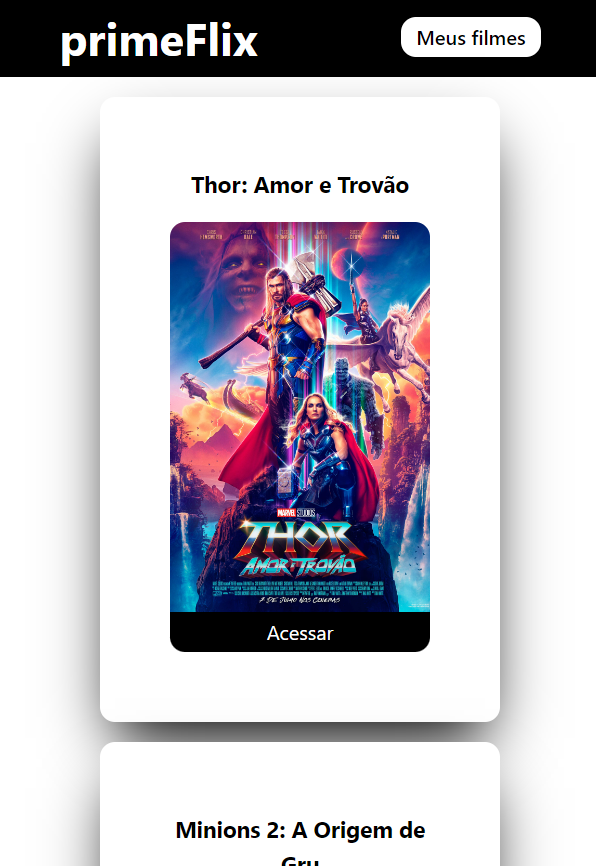 primeFlix
Meus filmes
Thor: Amor e Trovão
MARVEL STUDIOS
THOR
AMOR E TROVÃO
7 DE JULHO NOS CINEMAS
Acessar
Minions 2: A Origem de
Gru